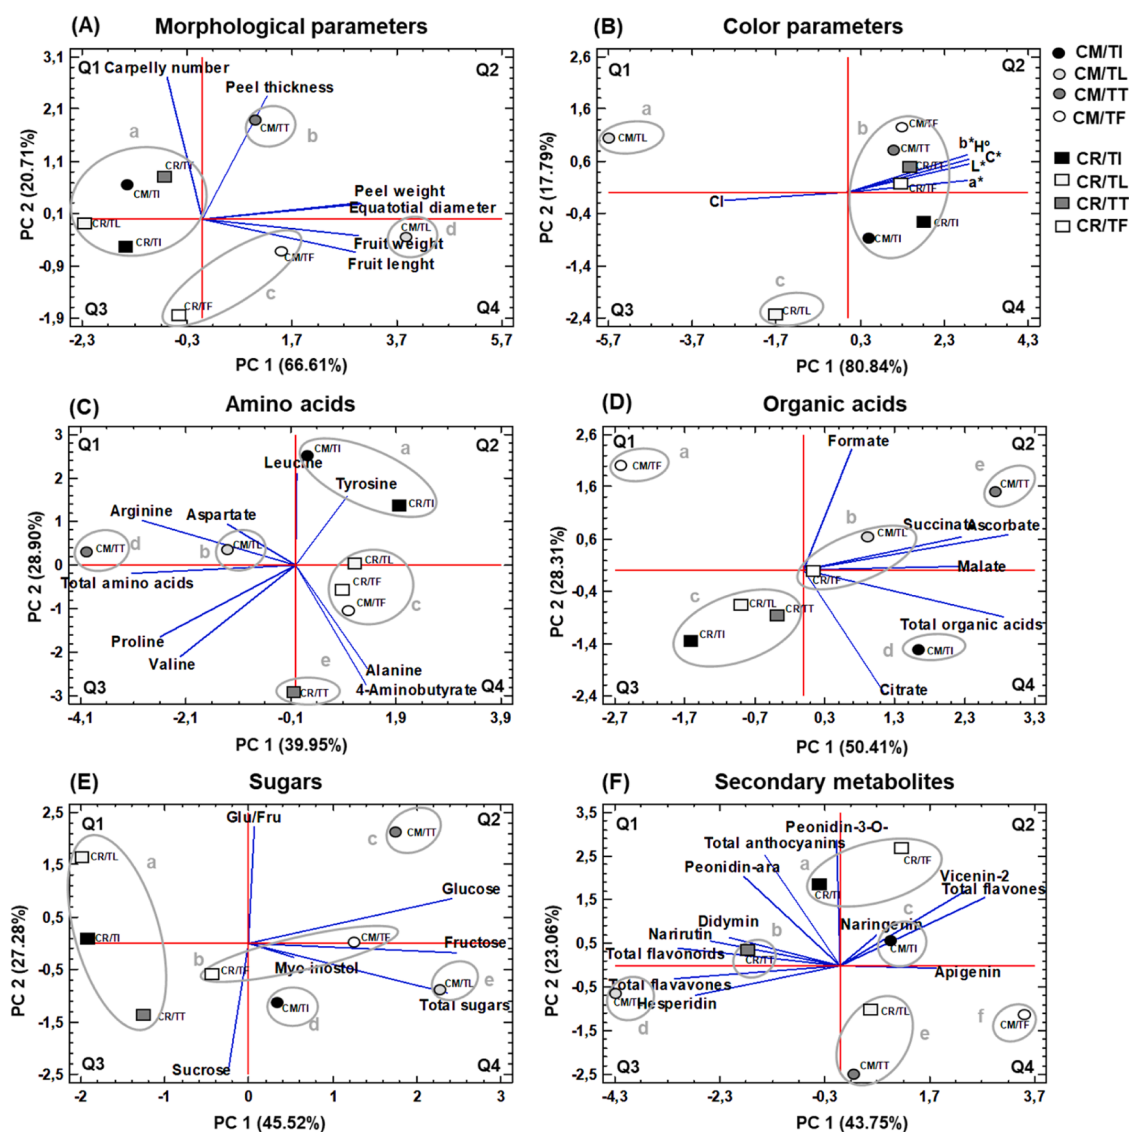 (A) Morphological parameters
3,1
2,1
1,1
0,1
-0,9
-1,9
PC 2 (20.71%)
Q1
Q2
Q3
Q4
Carpelly number
Peel thickness
Peel weight
Equatotial diameter
Fruit weight
Fruit lenght
a
b
c
d
CM/TT
CR/TT
CM/TI
CR/TL
CR/TI
CM/TL
CM/TF
CR/TF
-2,3 -0,3 1,7 3,7 5,7
PC 1 (66.61%)
(B) Color parameters
2,6
1,6
0,6
-0,4
-1,4
-2,4
PC 2 (17.79%)
Q1
Q2
Q3
Q4
a
b
c
CM/TL
CM/TF
CM/TT
CR/TT
CR/TF
CR/TI
CM/TI
CR/TL
b*Hº
C*
L*
a*
CI
-5,7 -3,7 -1,7 0,3 2,3 4,3
PC 1 (80.84%)
CM/TI
CM/TL
CM/TT
CM/TF
CR/TI
CR/TL
CR/TT
CR/TF
(C) Amino acids
3
2
1
0
-1
-2
-3
PC 2 (28.90%)
Q1
Q2
Q3
Q4
Leucine
Tyrosine
Arginine
Aspartate
Total amino acids
Proline
Valine
Alanine
4-Aminobutyrate
a
b
c
d
e
CM/TI
CR/TI
CM/TT
CM/TL
CR/TL
CR/TF
CM/TF
CR/TT
-4,1 -2,1 -0,1 1,9 3,9
PC 1 (39.95%)
(D) Organic acids
2,6
1,6
0,6
-0,4
-1,4
-2,4
PC 2 (28.31%)
Q1
Q2
Q3
Q4
Formate
Succinate
Ascorbate
Malate
Total organic acids
Citrate
a
b
c
d
e
CM/TF
CM/TT
CM/TL
CR/TF
CR/TL
CR/TT
CR/TI
CM/TI
-2,7 -1,7 -0,7 0,3 1,3 2,3 3,3
PC 1 (50.41%)
(E) Sugars
2,5
1,5
0,5
-0,5
-1,5
-2,5
PC 2 (27.28%)
Q1
Q2
Q3
Q4
Glu/Fru
Glucose
Fructose
Myo inostol
Total sugars
Sucrose
a
b
c
d
e
CR/TL
CM/TT
CR/TI
CM/TF
CR/TF
CM/TL
CM/TI
CR/TT
-2 -1 0 1 2 3
PC 1 (45.52%)
(F) Secondary metabolites
3,5
2,5
1,5
0,5
-0,5
-1,5
-2,5
PC 2 (23.06%)
Q1
Q2
Q3
Q4
Peonidin-3-O-
Total anthocyanins
Peonidin-ara
Vicenin-2
Total flavones
Didymin
Naringenin
Narirutin
Total flavonoids
Apigenin
Total flavavones
Hesperidin
a
b
c
d
e
f
CR/TF
CR/TI
CM/TI
CR/TT
CR/TL
CM/TF
CM/TT
-4,3 -2,3 -0,3 1,7 3,7 5,7 7,7